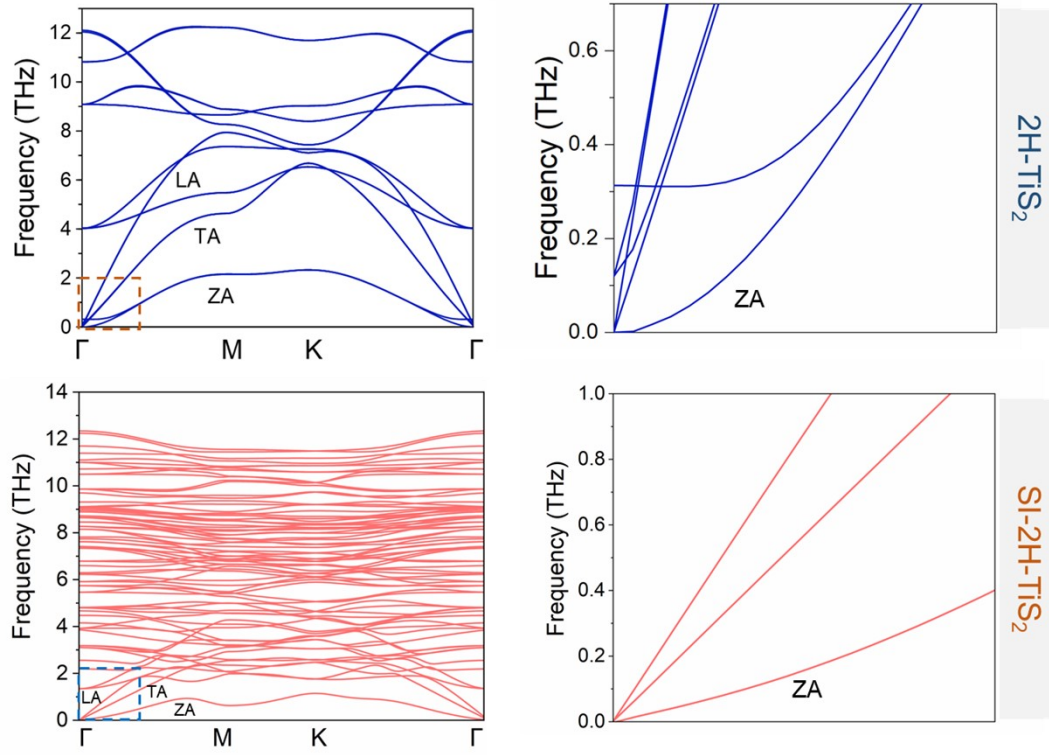 12
10
8
6
4
2
0
Frequency (THz)
LA
TA
ZA
Γ
M
K
Γ
0.6
0.4
0.2
0.0
Frequency (THz)
ZA
2H-TiS₂
14
12
10
8
6
4
2
0
Frequency (THz)
LA
TA
ZA
Γ
M
K
Γ
1.0
0.8
0.6
0.4
0.2
0.0
Frequency (THz)
ZA
SI-2H-TiS₂